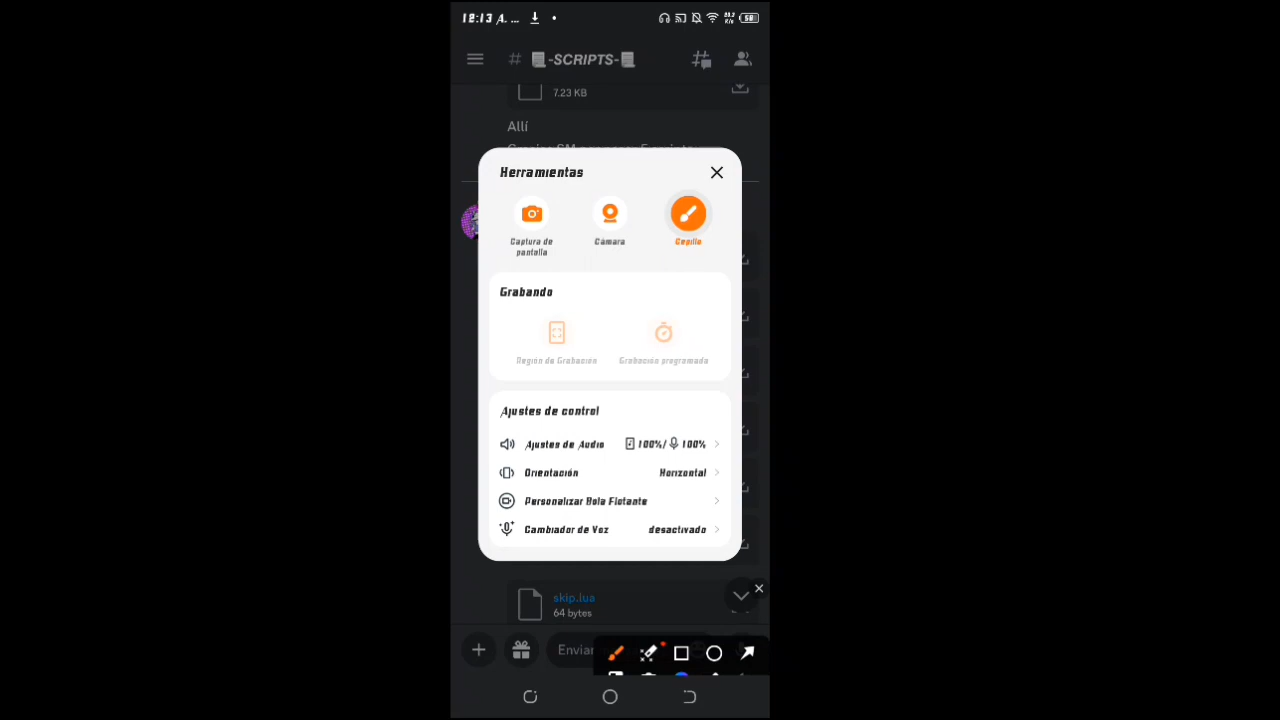 12:13 A. ...
58
# 📜-SCRIPTS-📜
7.23 KB
Allí
Herramientas
Captura de pantalla
Cámara
Cepillo
Grabando
Región de Grabación
Grabación programada
Ajustes de control
Ajustes de Audio 100%/ 100%
Orientación Horizontal
Personalizar Bola Flotante
Cambiador de Voz desactivado
skip.lua
64 bytes
Enviar